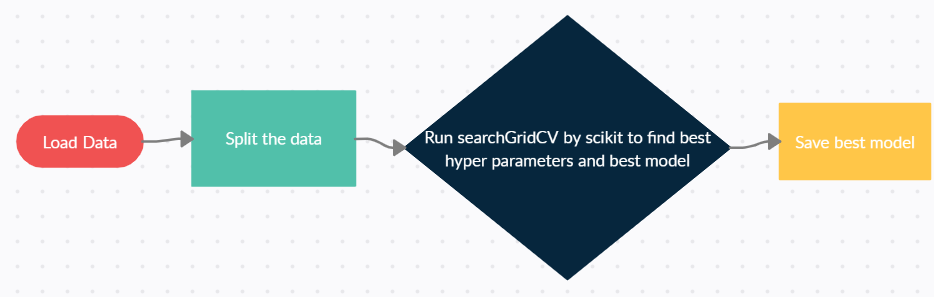 Load Data
Split the data
Run searchGridCV by scikit to find best
hyper parameters and best model
Save best model